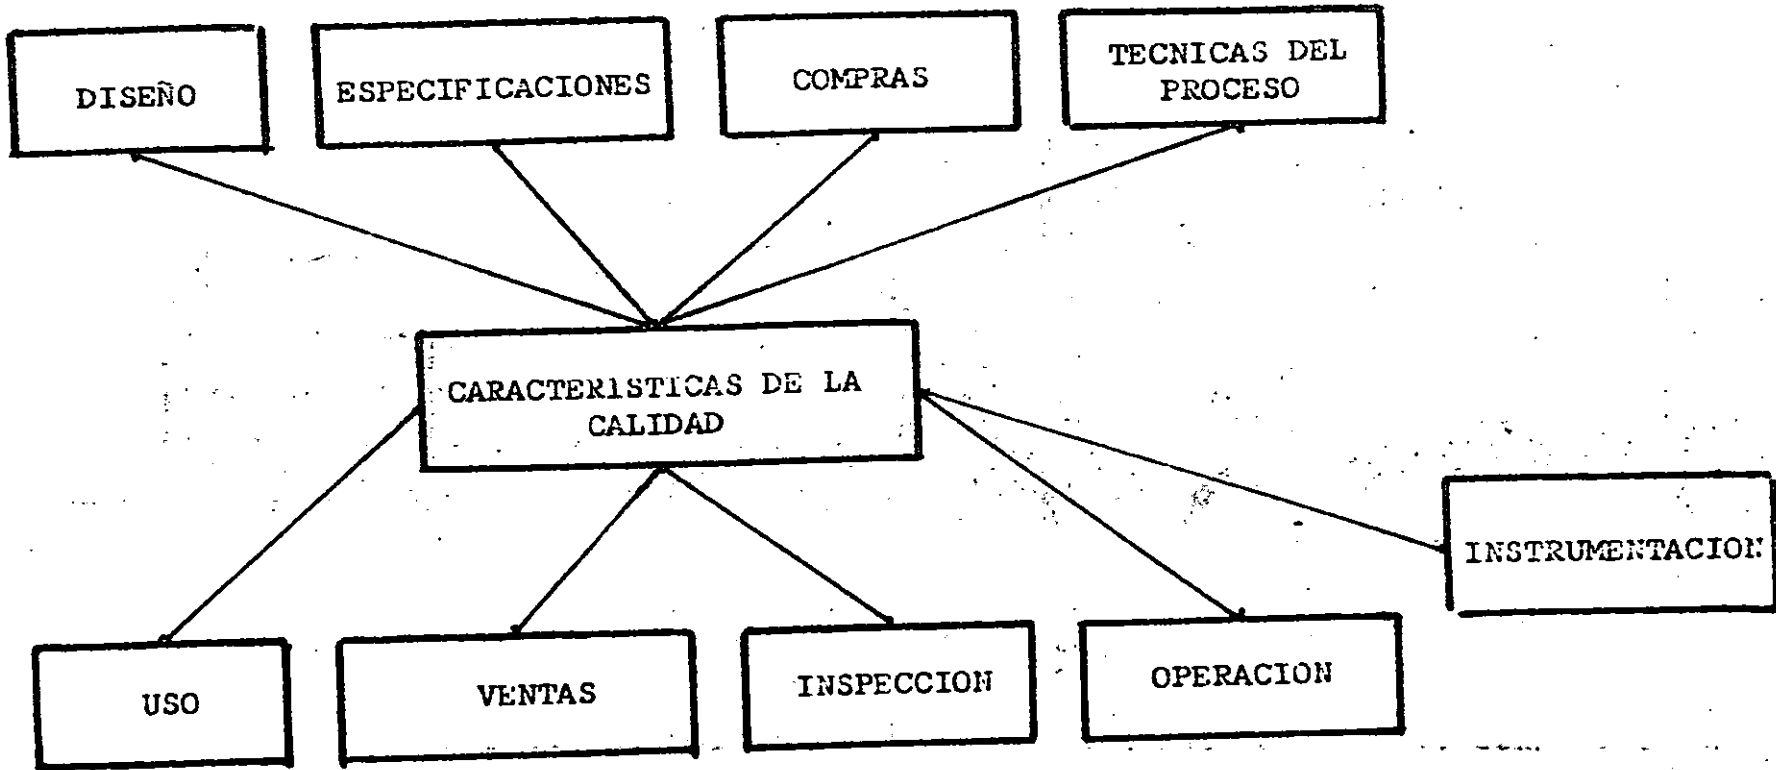 DISEÑO
ESPECIFICACIONES
COMPRAS
TECNICAS DEL
PROCESO
CARACTERISTICAS DE LA
CALIDAD
INSTRUMENTACION
USO
VENTAS
INSPECCION
OPERACION